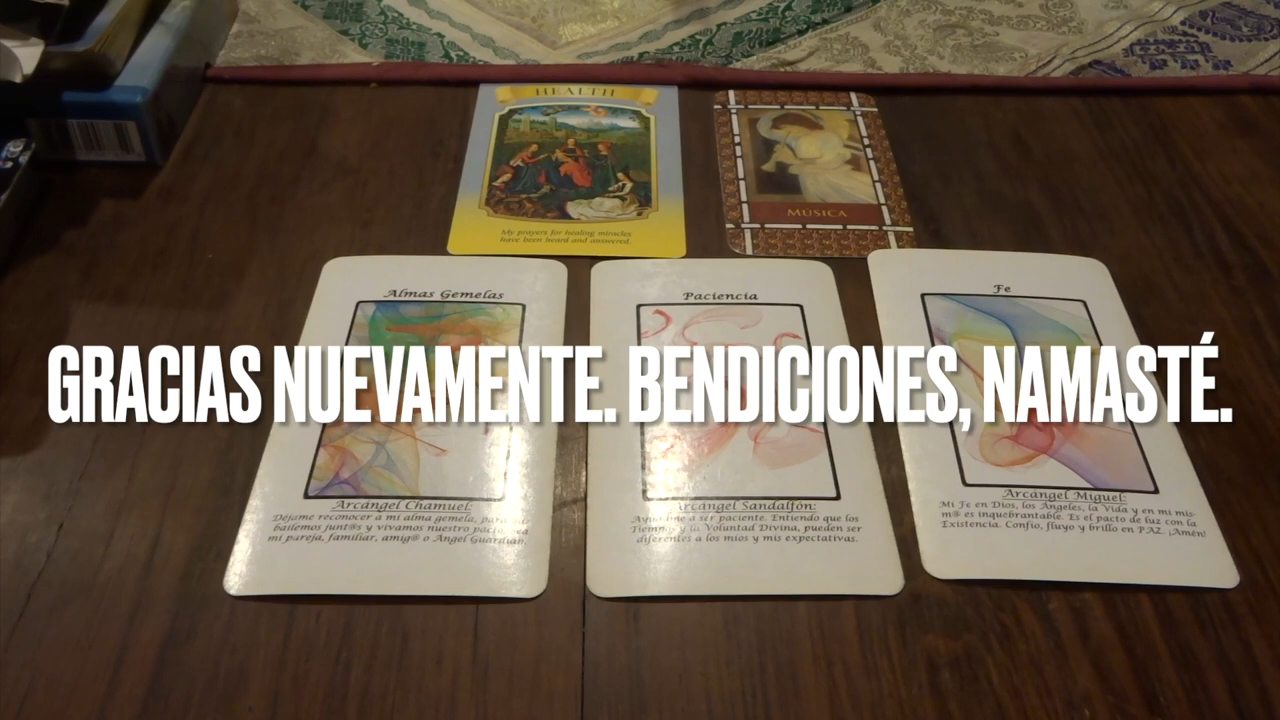 HEALTH
My prayers for healing miracles
have been heard and answered.
MUSICA
Almas Gemelas
Paciencia
Fe
GRACIAS NUEVAMENTE. BENDICIONES, NAMASTÉ.
Arcángel Chamuel:
Déjame reconocer a mi alma gemela, para
bailemos junt@s y vivamos nuestro pacto, sea
mi pareja, familiar, amig@ o Angel Guardián.
Arcángel Sandalfón:
a ser paciente. Entiendo que los
Tiempos y la Voluntad Divina, pueden ser
diferentes a los míos y mis expectativas.
Arcángel Miguel:
Mi Fe en Dios, los Ángeles, la Vida y en mi mis-
m@ es inquebrantable. Es el pacto de luz con la
Existencia. Confío, fluyo y brillo en PAZ. ¡Amén!